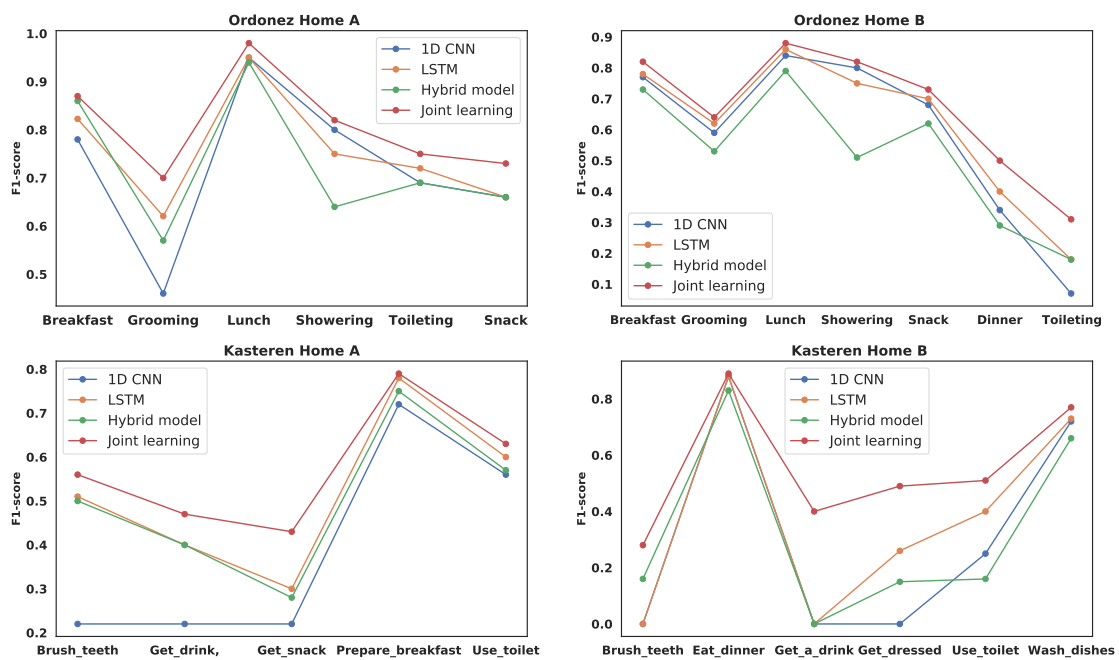 Ordonez Home A
F1-score
1.0
0.9
0.8
0.7
0.6
0.5
1D CNN
LSTM
Hybrid model
Joint learning
Breakfast Grooming Lunch Showering Toileting Snack
Ordonez Home B
F1-score
0.9
0.8
0.7
0.6
0.5
0.4
0.3
0.2
0.1
1D CNN
LSTM
Hybrid model
Joint learning
Breakfast Grooming Lunch Showering Snack Dinner Toileting
Kasteren Home A
F1-score
0.8
0.7
0.6
0.5
0.4
0.3
0.2
1D CNN
LSTM
Hybrid model
Joint learning
Brush_teeth Get_drink, Get_snack Prepare_breakfast Use_toilet
Kasteren Home B
F1-score
0.8
0.6
0.4
0.2
0.0
1D CNN
LSTM
Hybrid model
Joint learning
Brush_teeth Eat_dinner Get_a_drink Get_dressed Use_toilet Wash_dishes